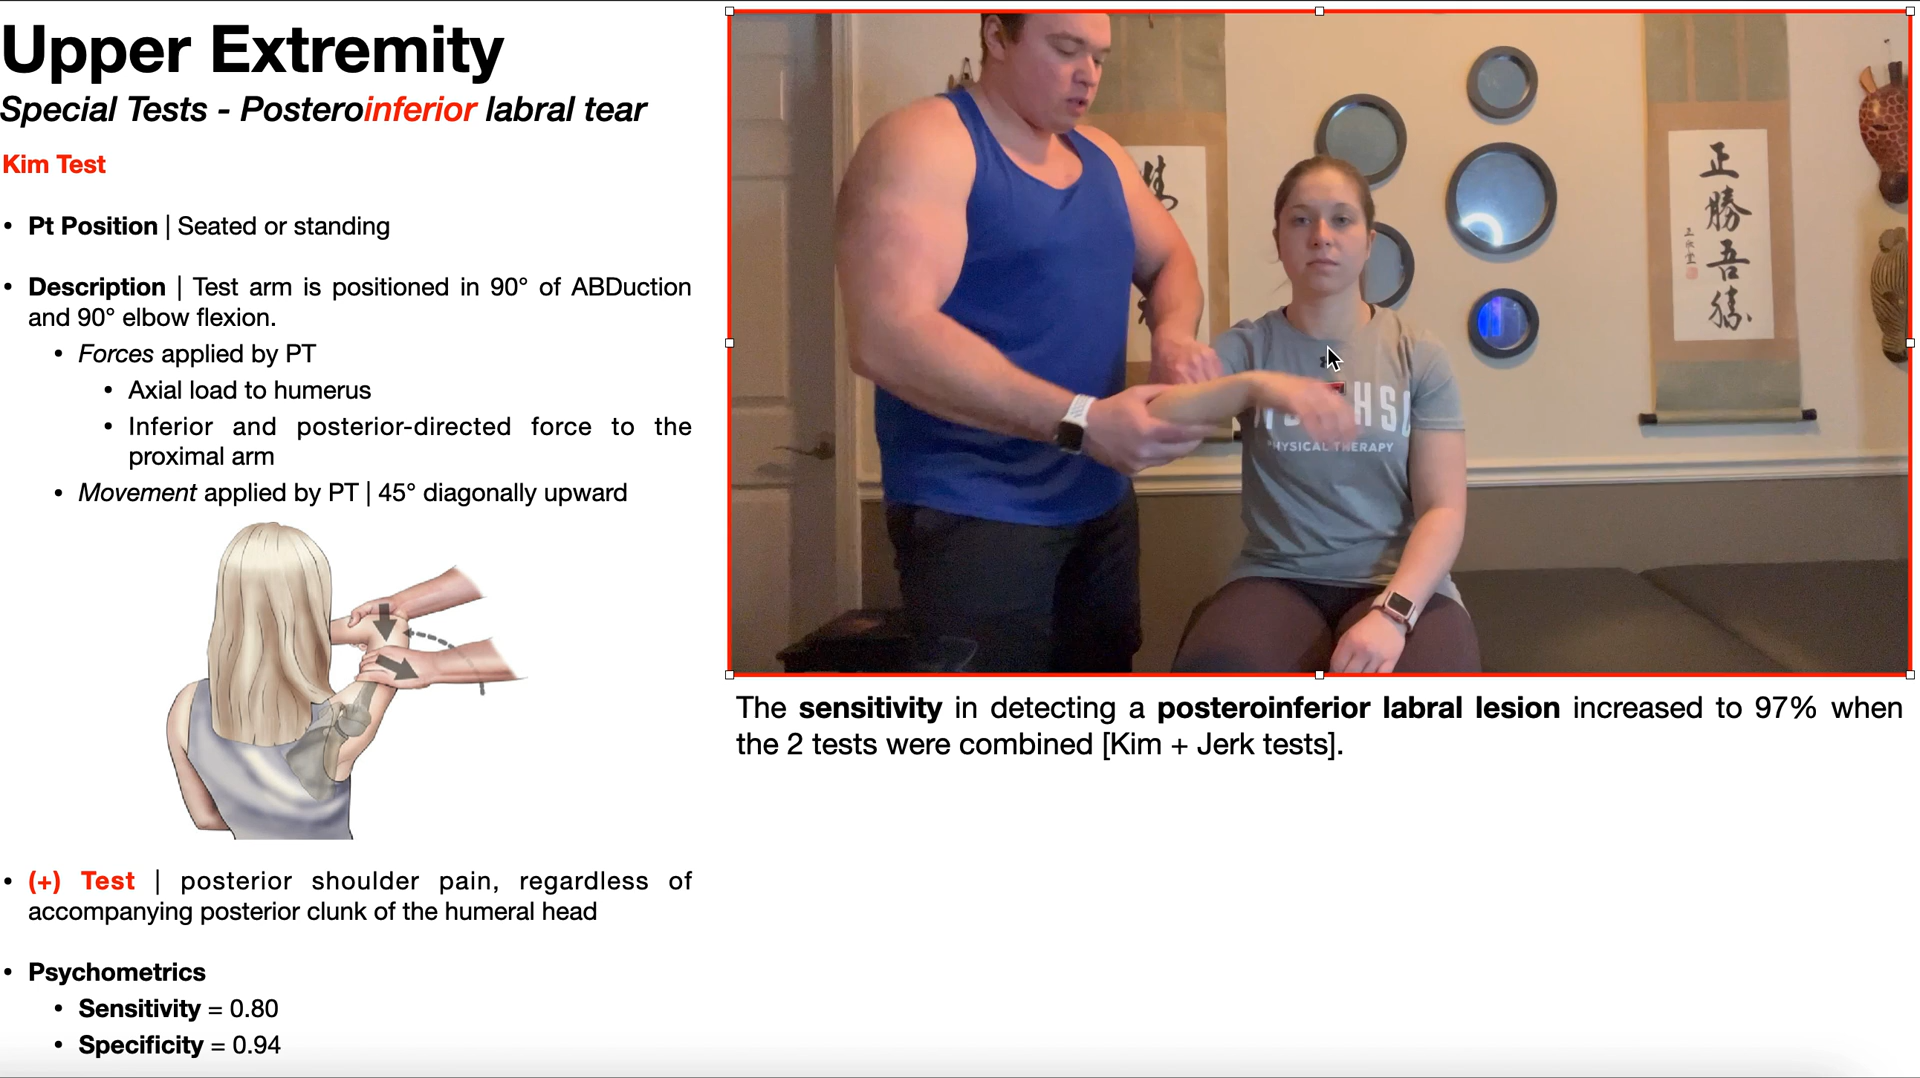 Upper Extremity
Special Tests - Posteroinferior labral tear
Kim Test
• Pt Position | Seated or standing
• Description | Test arm is positioned in 90° of ABDuction
and 90° elbow flexion.
• Forces applied by PT
• Axial load to humerus
• Inferior and posterior-directed force to the
proximal arm
• Movement applied by PT | 45° diagonally upward
• (+) Test | posterior shoulder pain, regardless of
accompanying posterior clunk of the humeral head
• Psychometrics
• Sensitivity = 0.80
• Specificity = 0.94
正
勝
吾
勝
PHYSICAL THERAPY
The sensitivity in detecting a posteroinferior labral lesion increased to 97% when
the 2 tests were combined [Kim + Jerk tests].